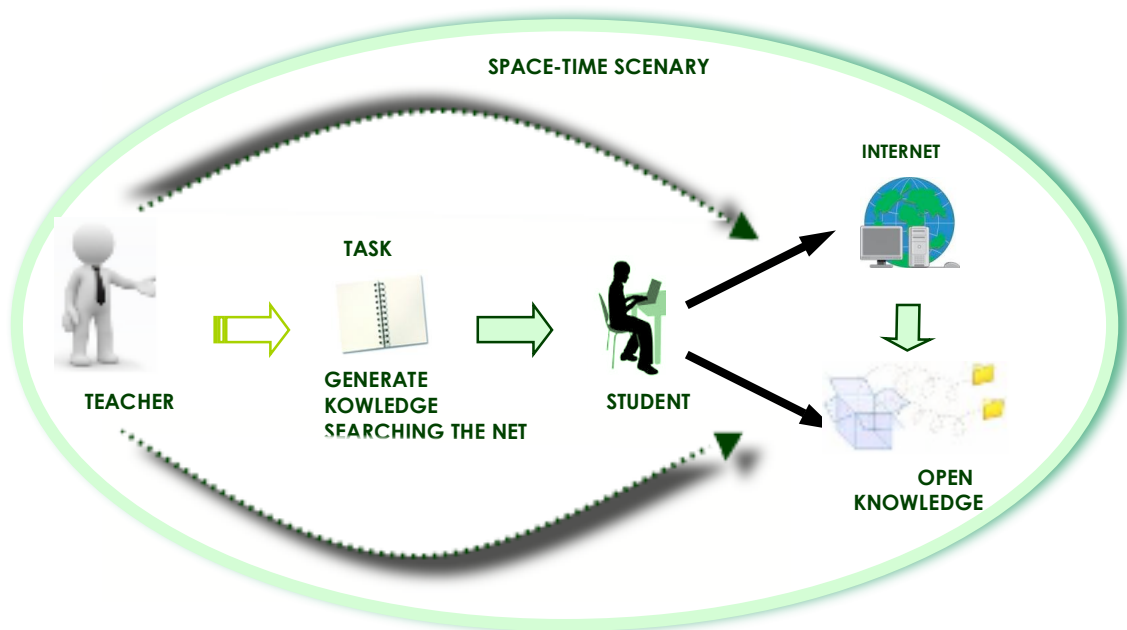 SPACE-TIME SCENARY
INTERNET
TASK
GENERATE
KOWLEDGE
SEARCHING THE NET
TEACHER
STUDENT
OPEN
KNOWLEDGE